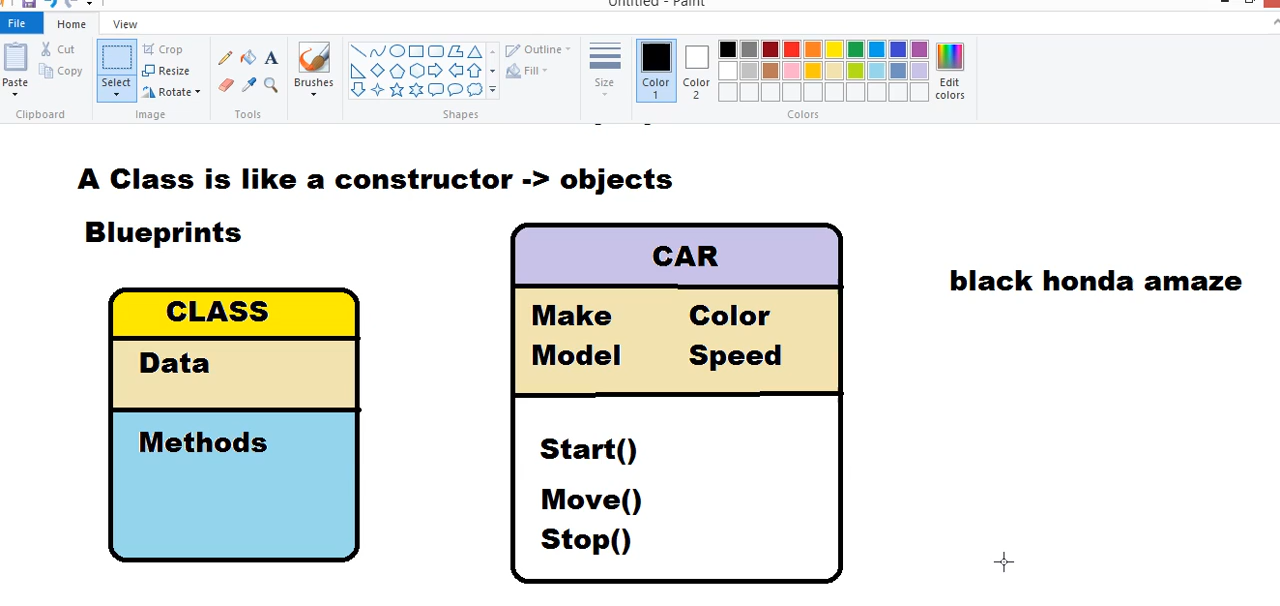 Untitled - Paint
File
Home
View
Paste
Cut
Copy
Clipboard
Select
Crop
Resize
Rotate
Image
A
Tools
Brushes
Outline
Fill
Shapes
Size
Color
1
Color
2
Edit
colors
Colors
A Class is like a constructor -> objects
Blueprints
CLASS
Data
Methods
CAR
Make Color
Model Speed
Start()
Move()
Stop()
black honda amaze